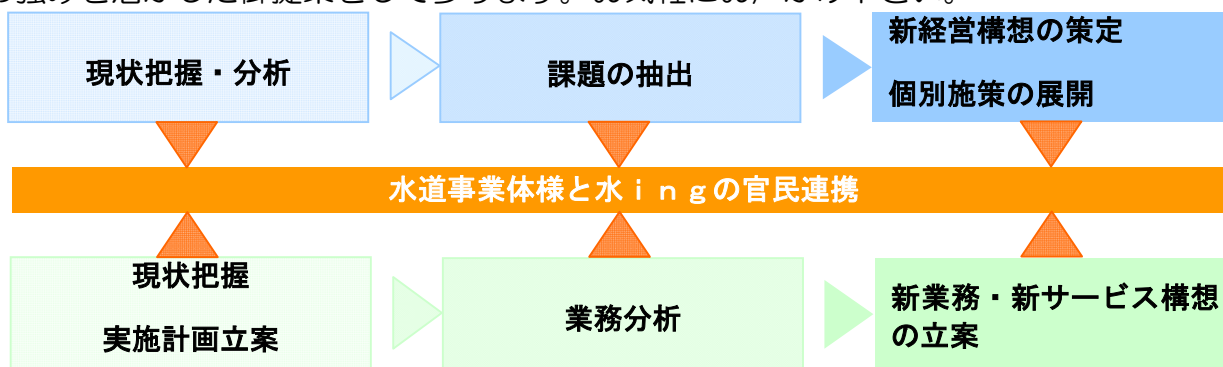 現状把握・分析
課題の抽出
新経営構想の策定
個別施策の展開
水道事業体様と水ｉｎｇの官民連携
現状把握
実施計画立案
業務分析
新業務・新サービス構想
の立案